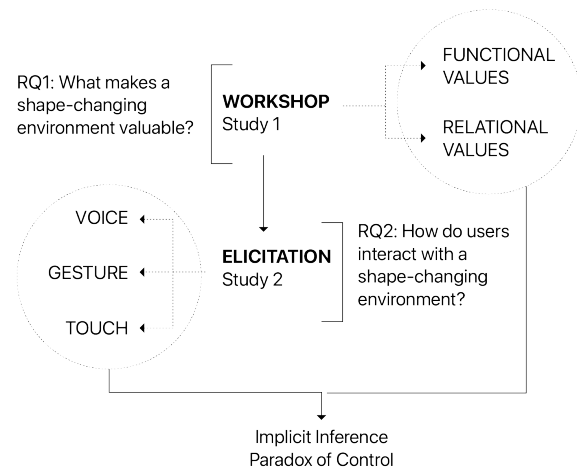 RQ1: What makes a
shape-changing
environment valuable?
WORKSHOP
Study 1
FUNCTIONAL
VALUES
RELATIONAL
VALUES
VOICE
GESTURE
TOUCH
ELICITATION
Study 2
RQ2: How do users
interact with a
shape-changing
environment?
Implicit Inference
Paradox of Control